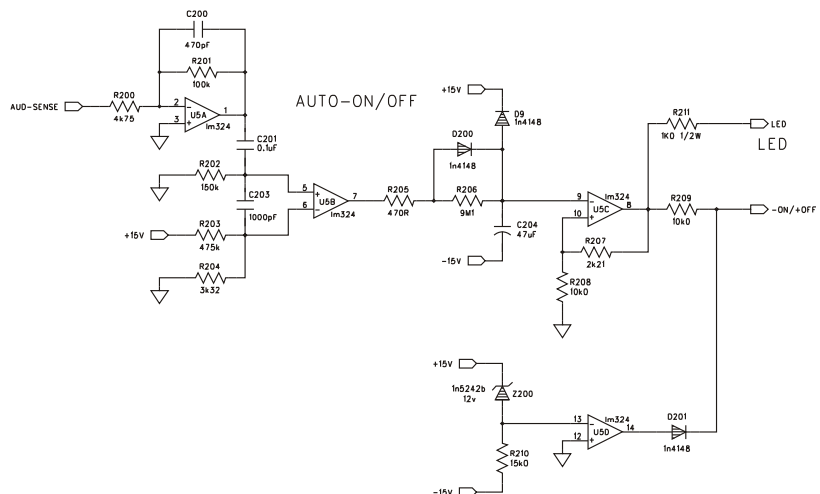 C200
470pF
R201
100k
AUD-SENSE
R200
4k75
2
3
U5A
1
lm324
AUTO-ON/OFF
C201
0.1uF
R202
150k
C203
1000pF
+15V
R203
475k
R204
3k32
5
6
U5B
7
lm324
R205
470R
D200
1n4148
R206
9M1
+15V
D9
1n4148
C204
47uF
-15V
9
10
U5C
lm324
8
R207
2k21
R208
10k0
R211
1K0 1/2W
LED
LED
R209
10k0
-ON/+OFF
+15V
1n5242b
12v
Z200
R210
15k0
-15V
13
12
U5D
lm324
14
D201
1n4148